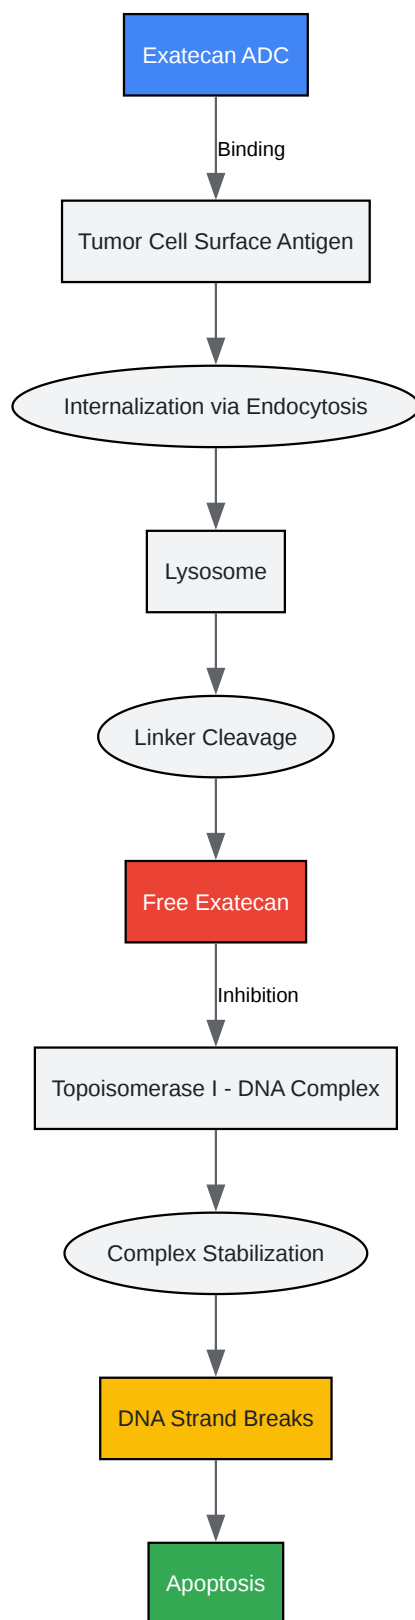 Exatecan ADC
Binding
Tumor Cell Surface Antigen
Internalization via Endocytosis
Lysosome
Linker Cleavage
Free Exatecan
Inhibition
Topoisomerase I - DNA Complex
Complex Stabilization
DNA Strand Breaks
Apoptosis